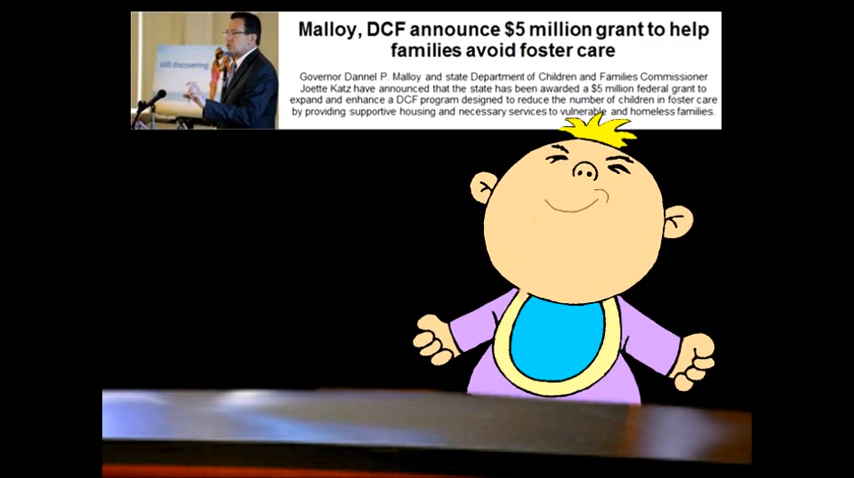 Malloy, DCF announce $5 million grant to help
families avoid foster care
still discovering
Governor Dannel P. Malloy and state Department of Children and Families Commissioner
Joette Katz have announced that the state has been awarded a $5 million federal grant to
expand and enhance a DCF program designed to reduce the number of children in foster care
by providing supportive housing and necessary services to vulnerable and homeless families.